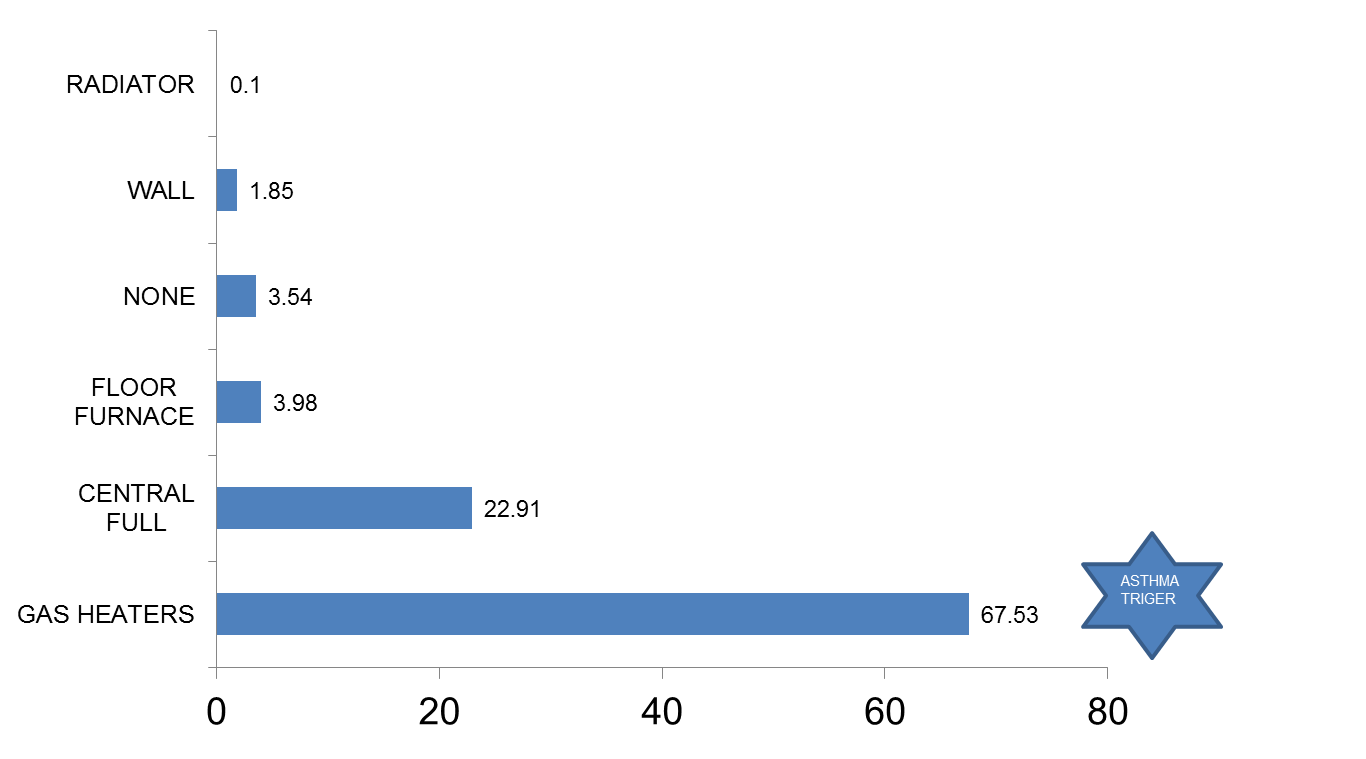 RADIATOR 0.1
WALL 1.85
NONE 3.54
FLOOR
FURNACE 3.98
CENTRAL
FULL 22.91
GAS HEATERS 67.53
ASTHMA
TRIGER
0 20 40 60 80